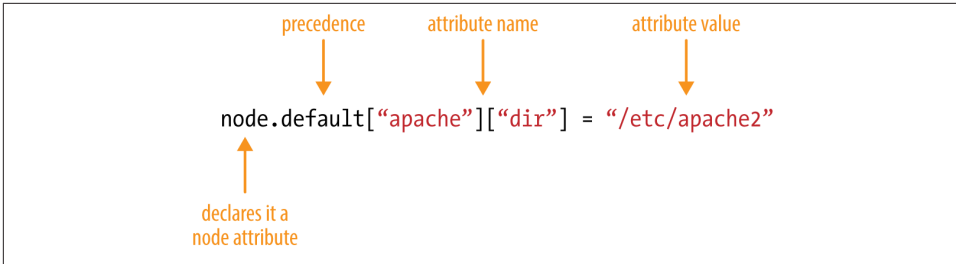 precedence attribute name attribute value
node.default[“apache”][“dir”] = “/etc/apache2”
declares it a
node attribute